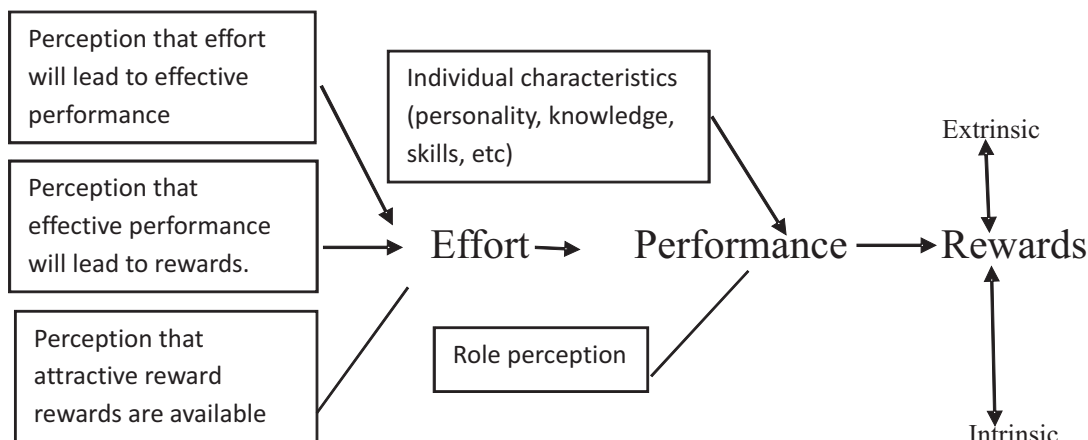 Perception that effort
will lead to effective
performance
Individual characteristics
(personality, knowledge,
skills, etc)
Extrinsic
Perception that
effective performance
will lead to rewards.
Effort
Performance
Rewards
Perception that
attractive reward
rewards are available
Role perception
Intrinsic